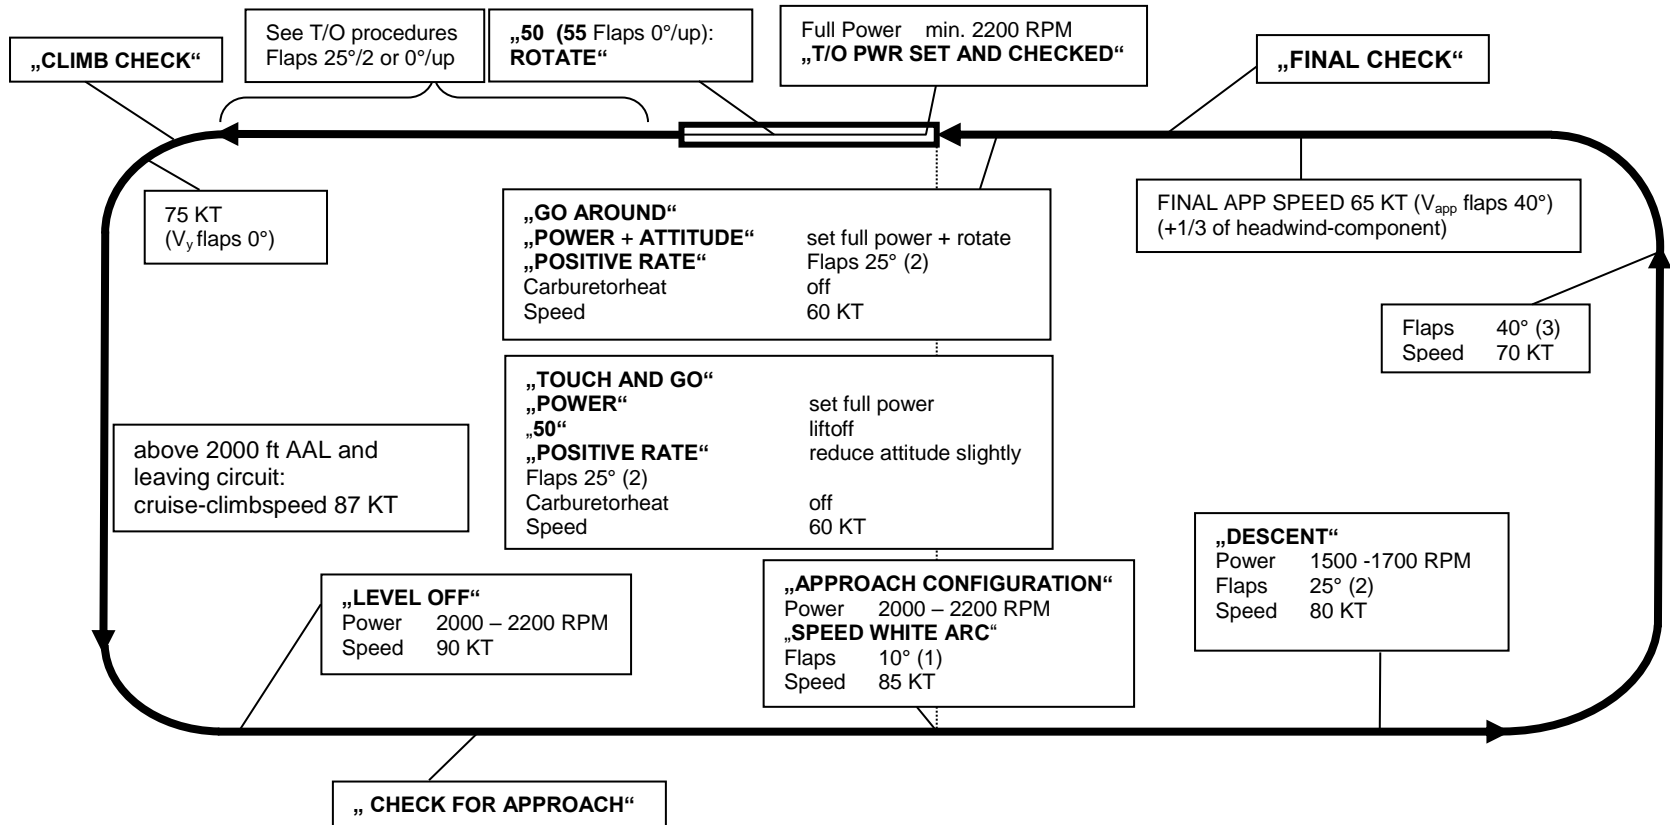 „CLIMB CHECK“
See T/O procedures
Flaps 25°/2 or 0°/up
„50 (55 Flaps 0°/up):
ROTATE“
Full Power min. 2200 RPM
„T/O PWR SET AND CHECKED“
„FINAL CHECK“
75 KT
(Vy flaps 0°)
„GO AROUND“
„POWER + ATTITUDE“ set full power + rotate
„POSITIVE RATE“ Flaps 25° (2)
Carburetorheat off
Speed 60 KT
FINAL APP SPEED 65 KT (Vapp flaps 40°)
(+1/3 of headwind-component)
Flaps 40° (3)
Speed 70 KT
„TOUCH AND GO“
„POWER“ set full power
„50“ liftoff
„POSITIVE RATE“ reduce attitude slightly
Flaps 25° (2)
Carburetorheat off
Speed 60 KT
above 2000 ft AAL and
leaving circuit:
cruise-climbspeed 87 KT
„LEVEL OFF“
Power 2000 – 2200 RPM
Speed 90 KT
„APPROACH CONFIGURATION“
Power 2000 – 2200 RPM
„SPEED WHITE ARC“
Flaps 10° (1)
Speed 85 KT
„DESCENT“
Power 1500 -1700 RPM
Flaps 25° (2)
Speed 80 KT
„ CHECK FOR APPROACH“